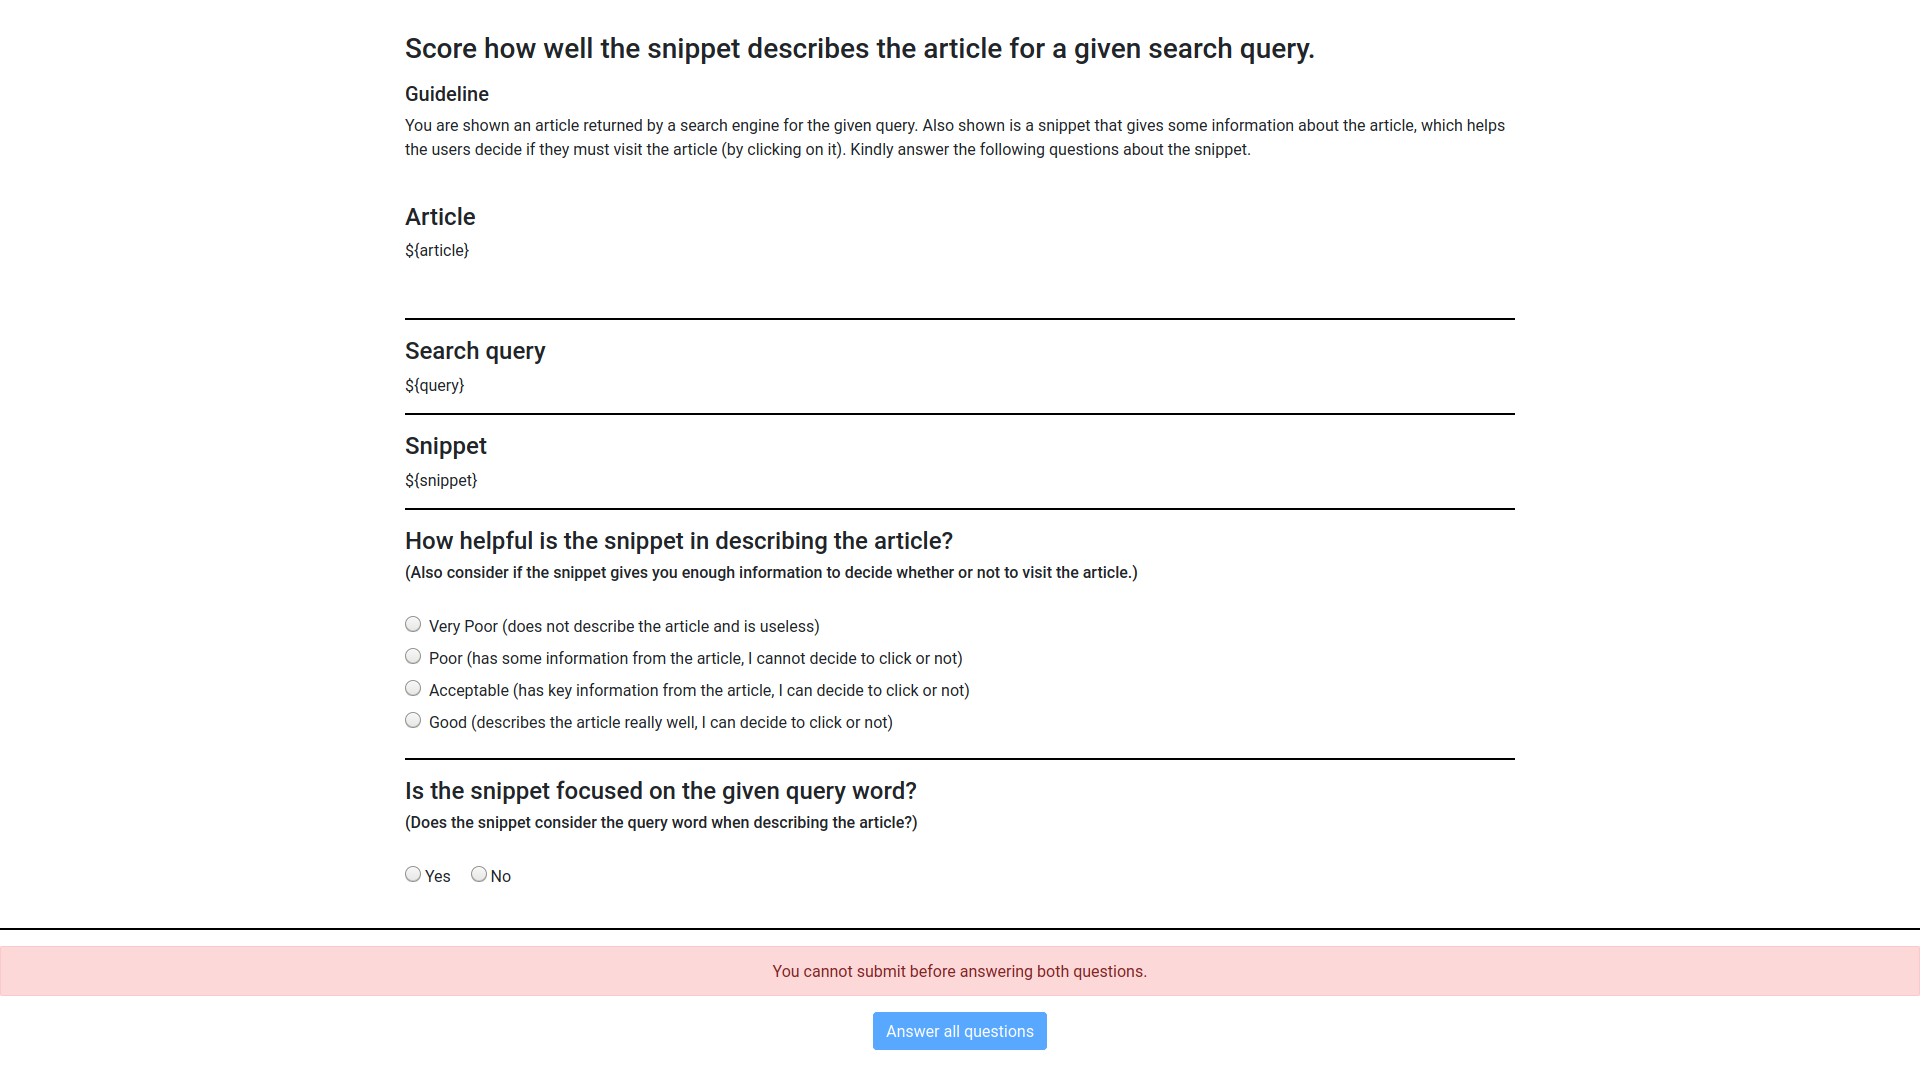 Score how well the snippet describes the article for a given search query.
Guideline
You are shown an article returned by a search engine for the given query. Also shown is a snippet that gives some information about the article, which helps
the users decide if they must visit the article (by clicking on it). Kindly answer the following questions about the snippet.
Article
${article}
Search query
${query}
Snippet
${snippet}
How helpful is the snippet in describing the article?
(Also consider if the snippet gives you enough information to decide whether or not to visit the article.)
Very Poor (does not describe the article and is useless)
Poor (has some information from the article, I cannot decide to click or not)
Acceptable (has key information from the article, I can decide to click or not)
Good (describes the article really well, I can decide to click or not)
Is the snippet focused on the given query word?
(Does the snippet consider the query word when describing the article?)
Yes No
You cannot submit before answering both questions.
Answer all questions